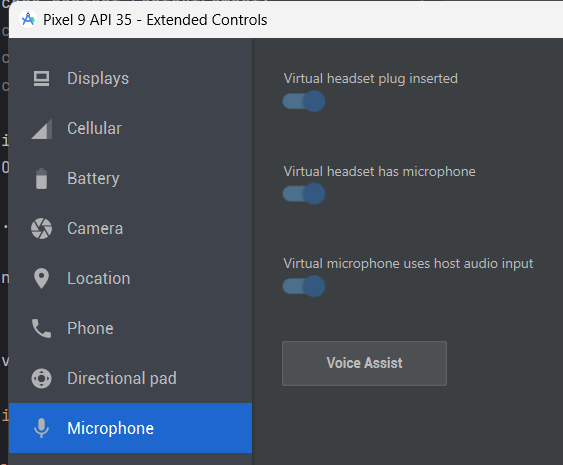 Pixel 9 API 35 - Extended Controls
Displays
Cellular
Battery
Camera
Location
Phone
Directional pad
Microphone
Virtual headset plug inserted
Virtual headset has microphone
Virtual microphone uses host audio input
Voice Assist